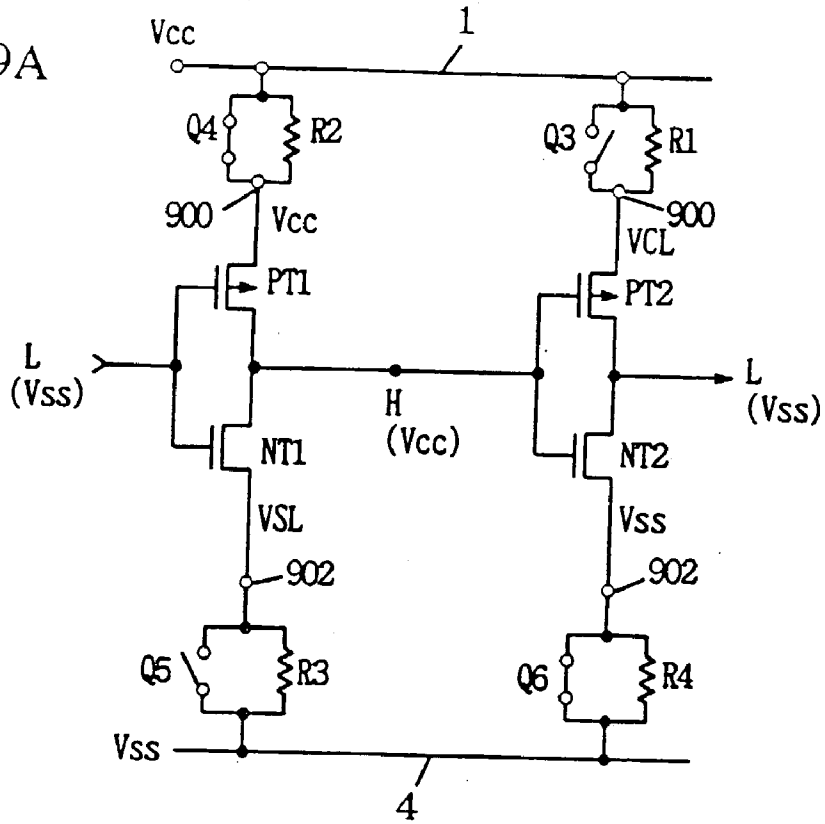 9A
Vcc
1
Q4
R2
Q3
R1
900
Vcc
900
VCL
PT1
PT2
L
(Vss)
H
(Vcc)
L
(Vss)
NT1
NT2
VSL
Vss
902
902
Q5
R3
Q6
R4
Vss
4